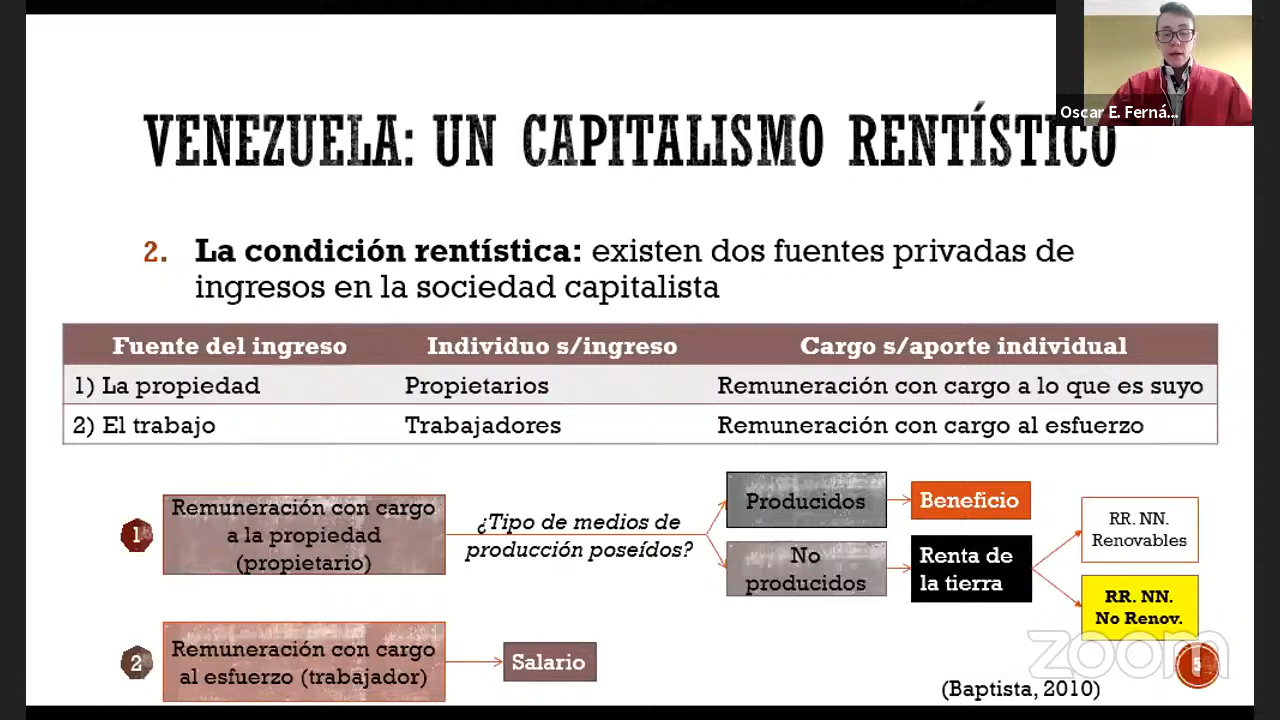 Oscar E. Ferná...
VENEZUELA: UN CAPITALISMO RENTÍSTICO
2. La condición rentística: existen dos fuentes privadas de
ingresos en la sociedad capitalista
Fuente del ingreso Individuo s/ingreso Cargo s/aporte individual
1) La propiedad Propietarios Remuneración con cargo a lo que es suyo
2) El trabajo Trabajadores Remuneración con cargo al esfuerzo
1
Remuneración con cargo
a la propiedad
(propietario)
¿Tipo de medios de
producción poseídos?
Producidos
Beneficio
No
producidos
Renta de
la tierra
RR. NN.
Renovables
RR. NN.
No Renov.
2
Remuneración con cargo
al esfuerzo (trabajador)
Salario
zoom
5
(Baptista, 2010)